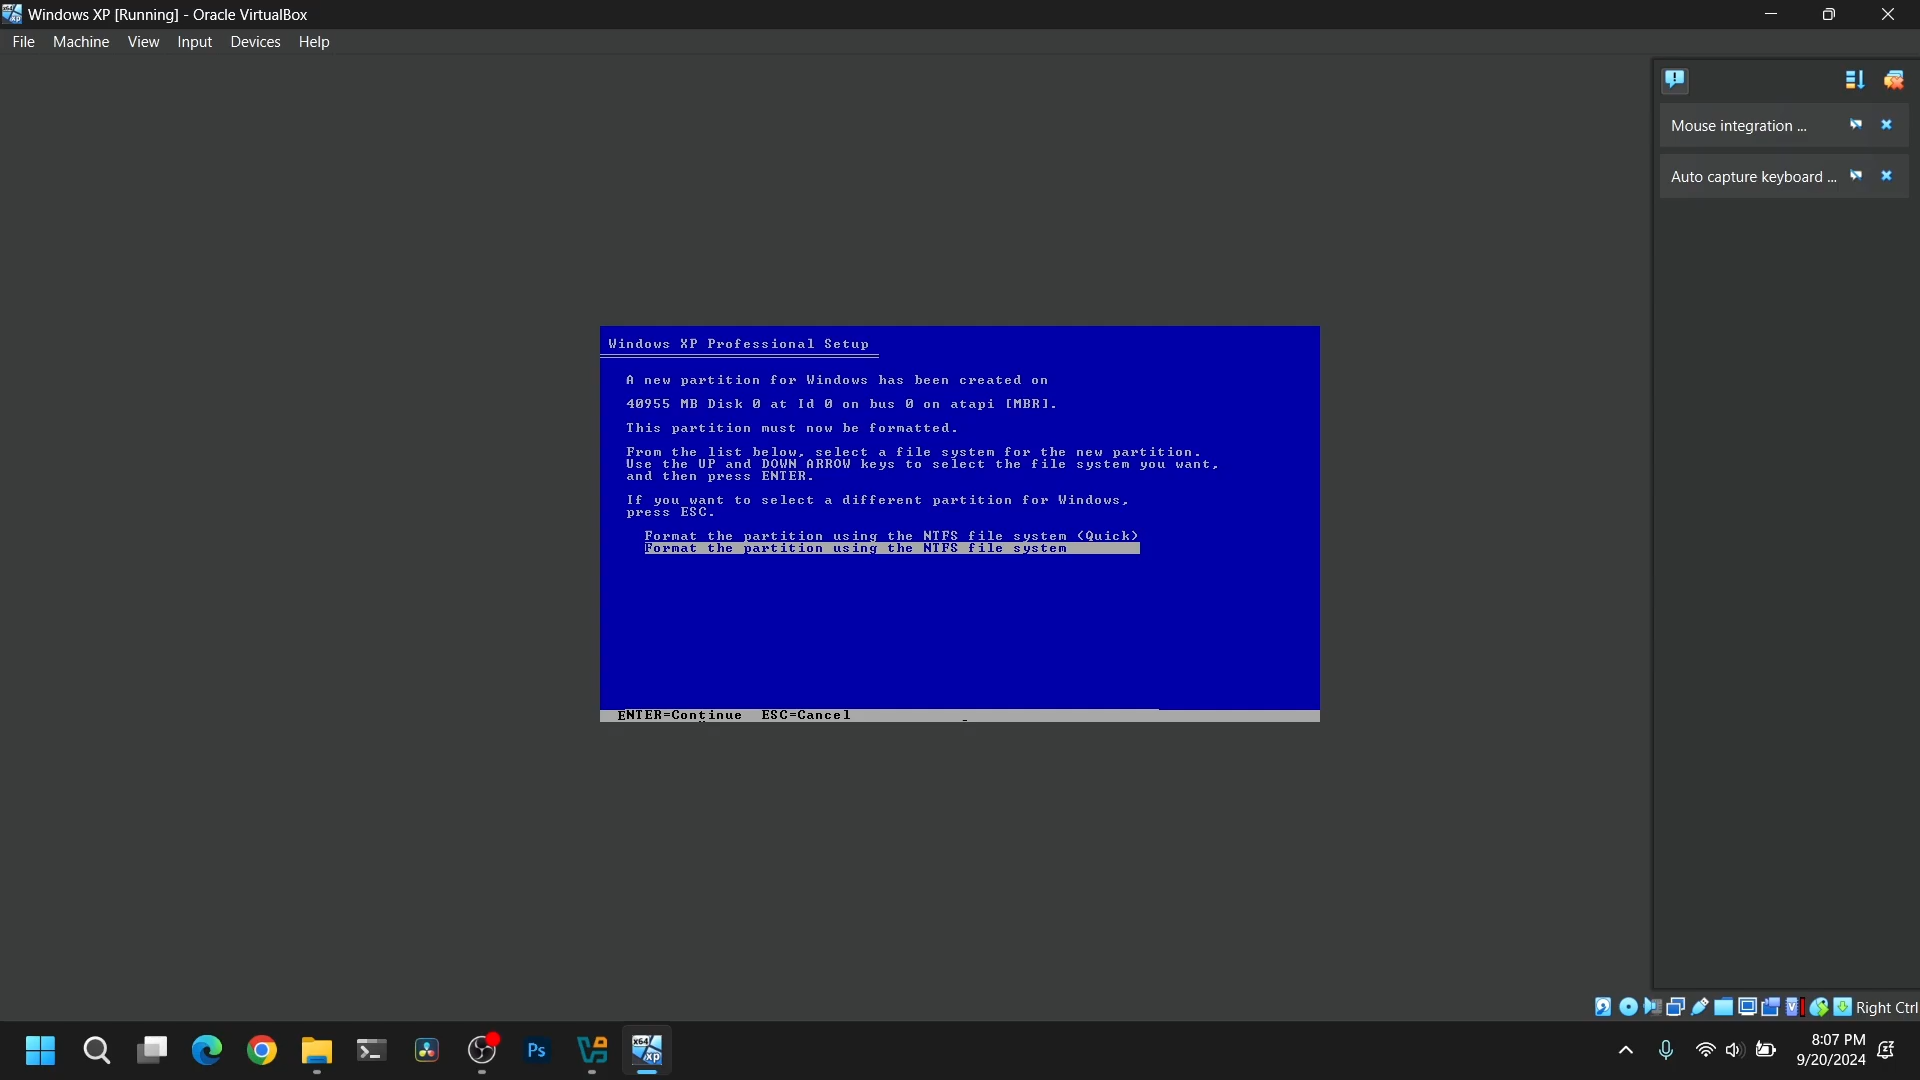 Windows XP [Running] - Oracle VirtualBox
File Machine View Input Devices Help
Mouse integration ...
Auto capture keyboard ...
Windows XP Professional Setup
A new partition for Windows has been created on
40955 MB Disk 0 at Id 0 on bus 0 on atapi [MBR].
This partition must now be formatted.
From the list below, select a file system for the new partition.
Use the UP and DOWN ARROW keys to select the file system you want,
and then press ENTER.
If you want to select a different partition for Windows,
press ESC.
Format the partition using the NTFS file system (Quick)
Format the partition using the NTFS file system
ENTER=Continue ESC=Cancel
Right Ctrl
Ps
x64
xp
8:07 PM
9/20/2024